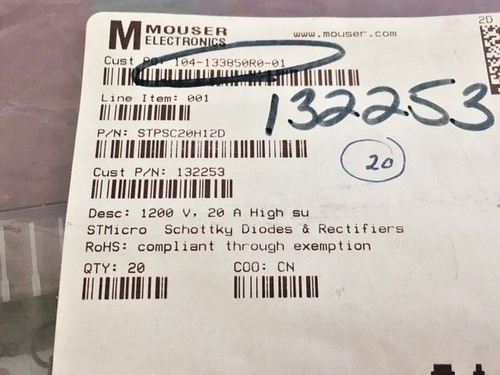 MOUSER
ELECTRONICS
www.mouser.com
2D
Cust PO: 104-133850R0-01
Line Item: 001
132253
P/N: STPSC20H12D
20
Cust P/N: 132253
Desc: 1200 V, 20 A High su
STMicro Schottky Diodes & Rectifiers
RoHS: compliant through exemption
QTY: 20 COO: CN